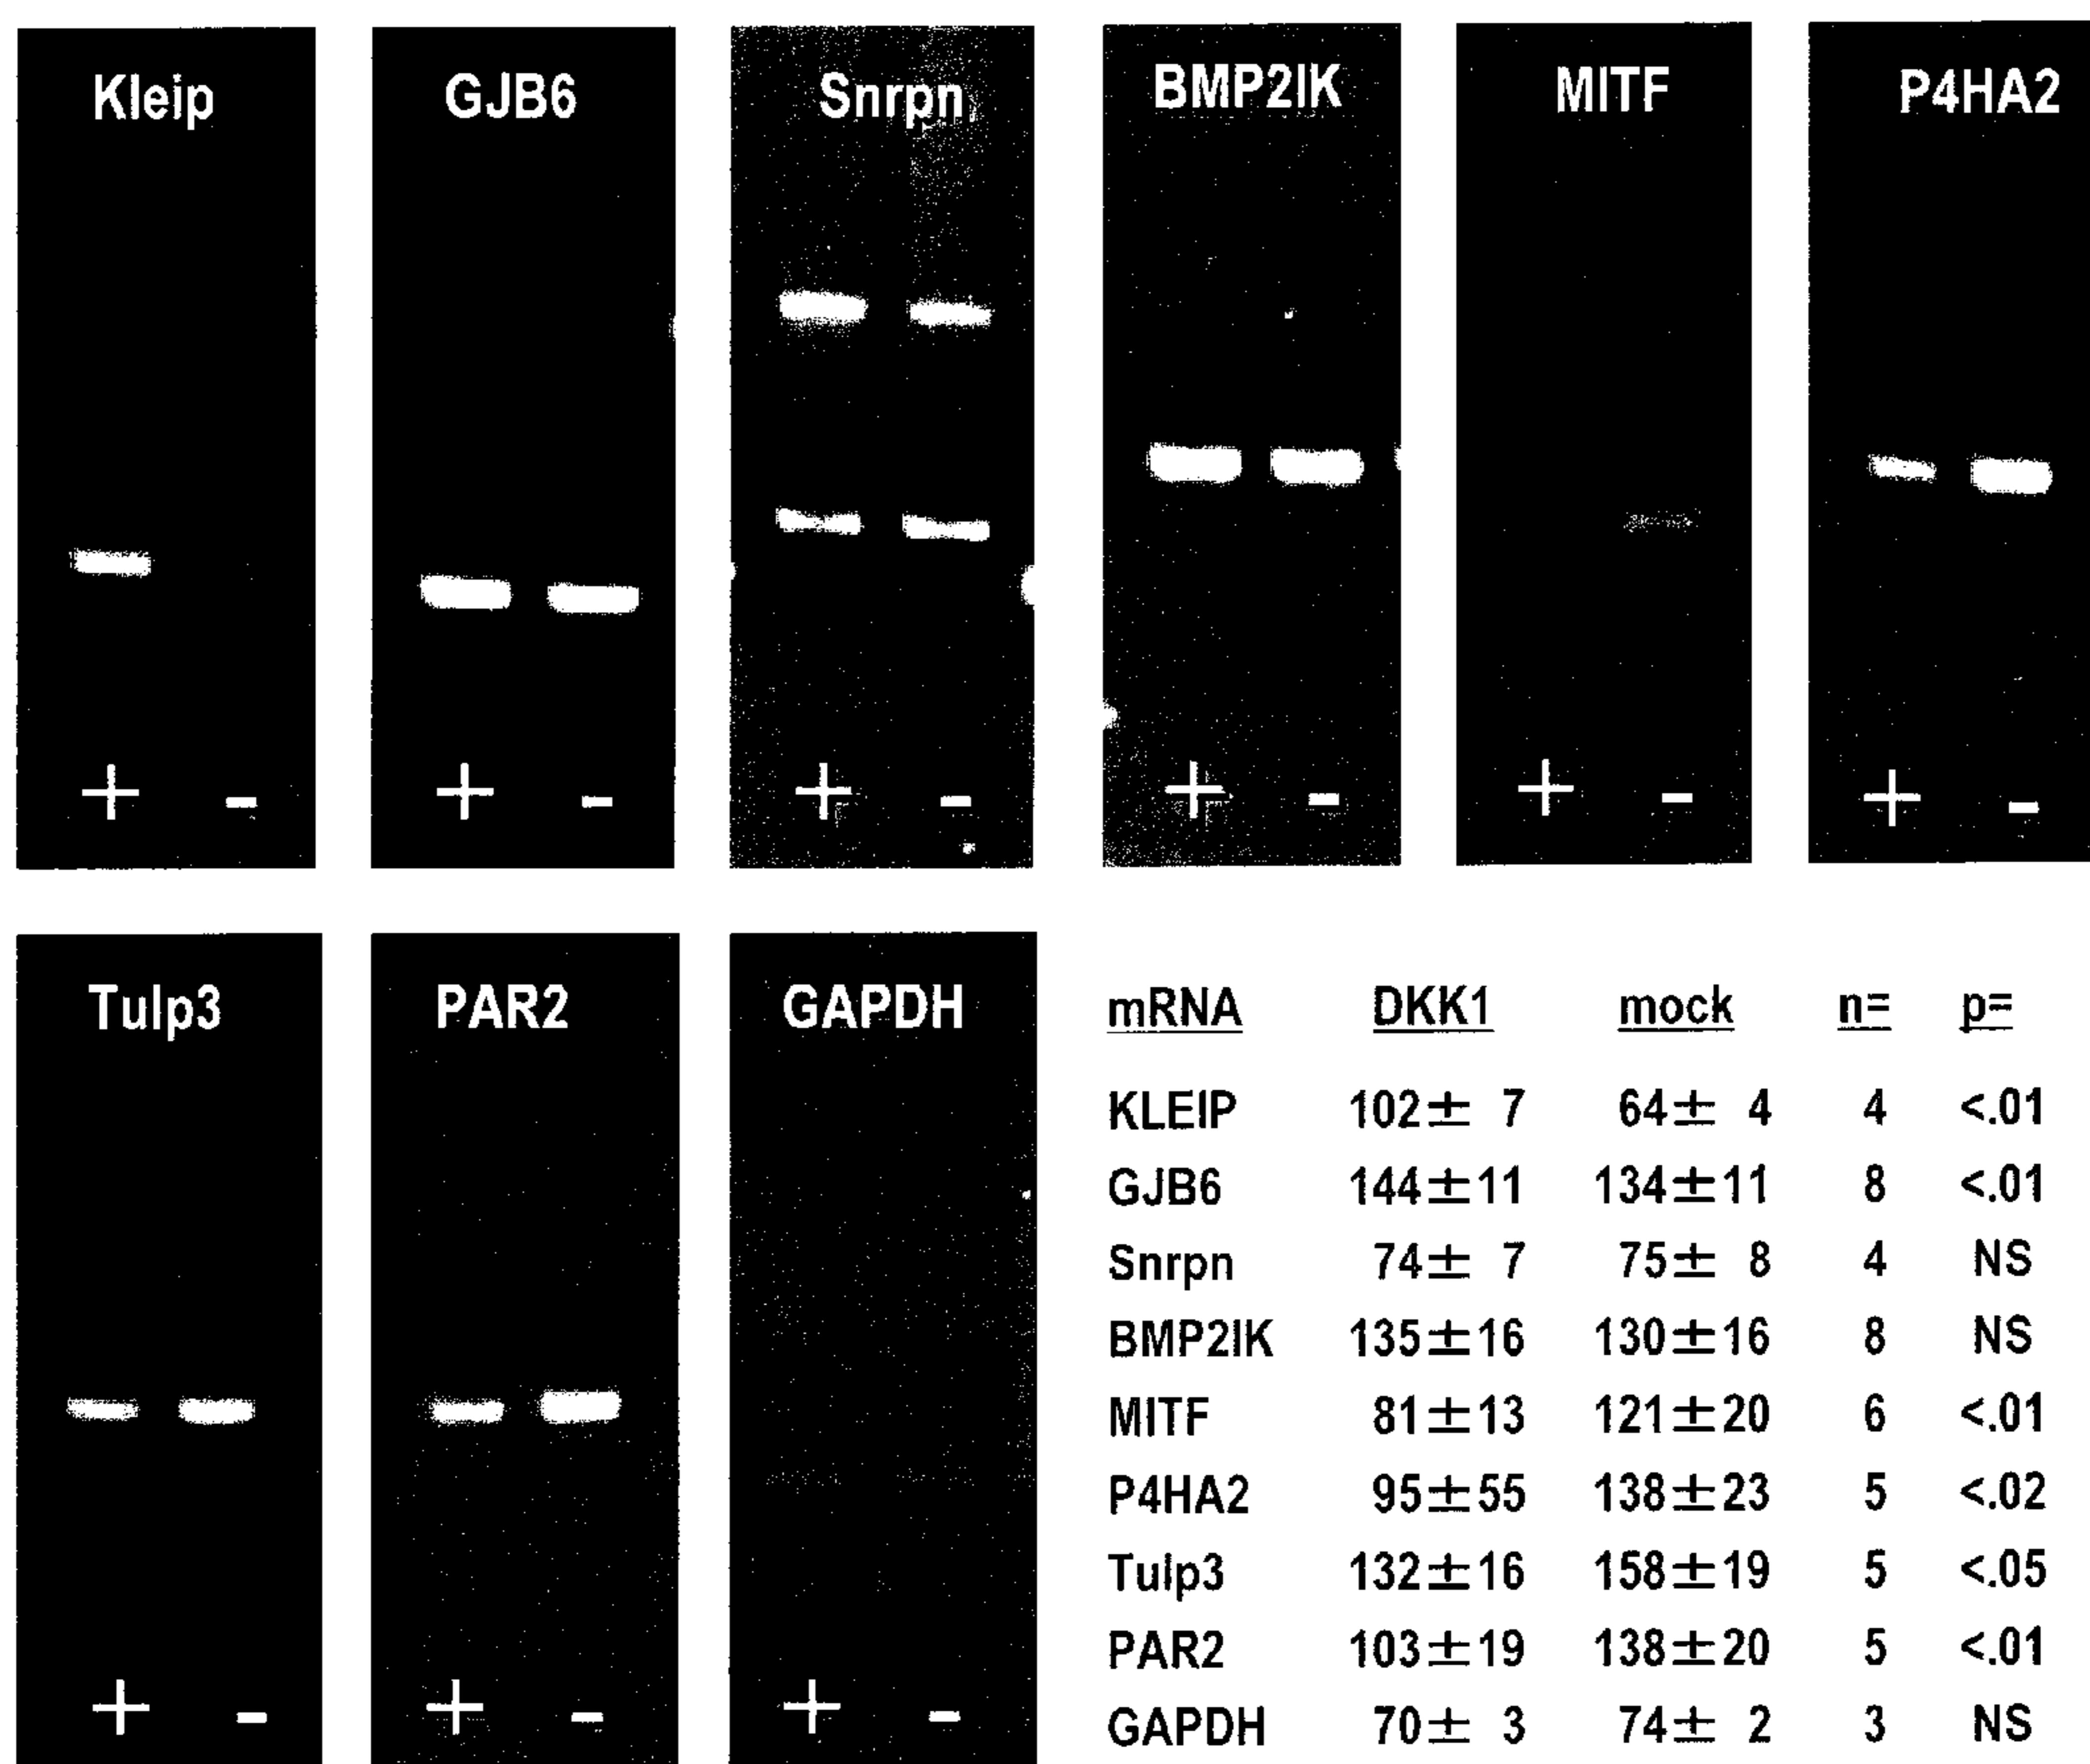 Kleip GJB6 Snrpn BMP2IK MITF P4HA2
+ - + - + - + - + - + -
Tulp3 PAR2 GAPDH
+ - + - + -
mRNA DKK1 mock n= p=
KLEIP 102± 7 64± 4 4 <.01
GJB6 144±11 134±11 8 <.01
Snrpn 74± 7 75± 8 4 NS
BMP2IK 135±16 130±16 8 NS
MITF 81±13 121±20 6 <.01
P4HA2 95±55 138±23 5 <.02
Tulp3 132±16 158±19 5 <.05
PAR2 103±19 138±20 5 <.01
GAPDH 70± 3 74± 2 3 NS